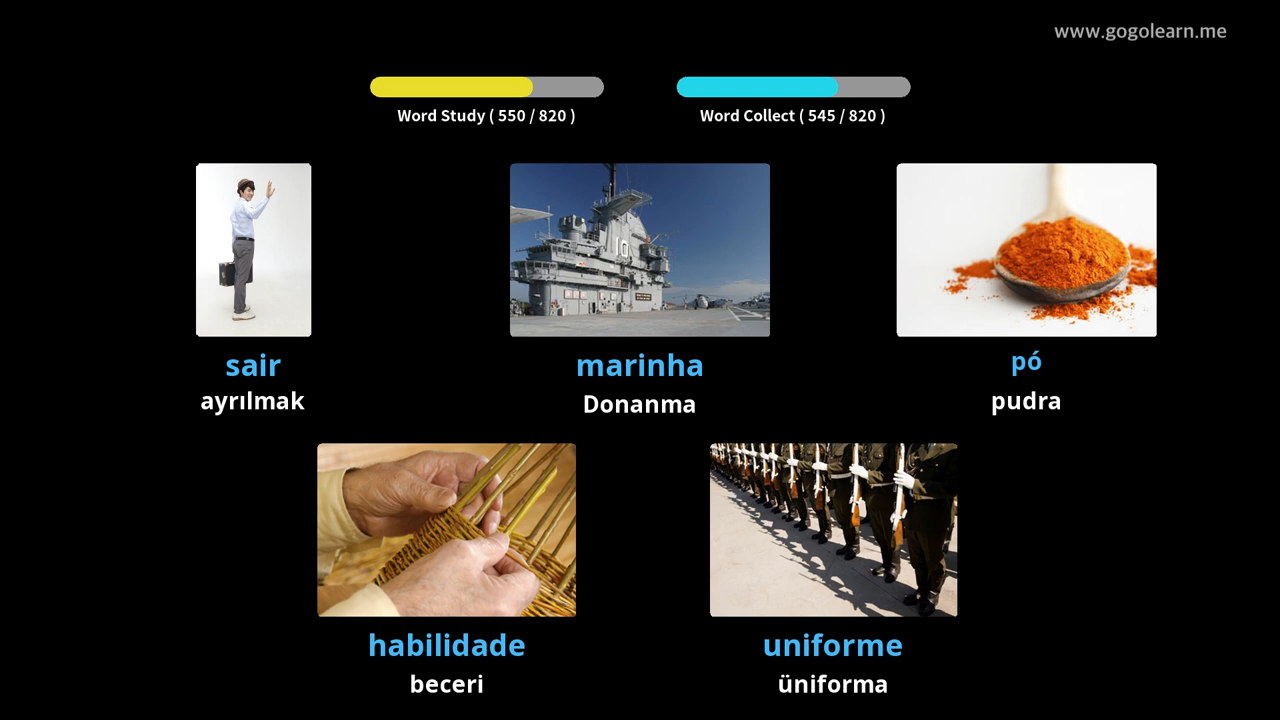 www.gogolearn.me
Word Study ( 550 / 820 )
Word Collect ( 545 / 820 )
sair
ayrılmak
marinha
Donanma
pó
pudra
habilidade
beceri
uniforme
üniforma